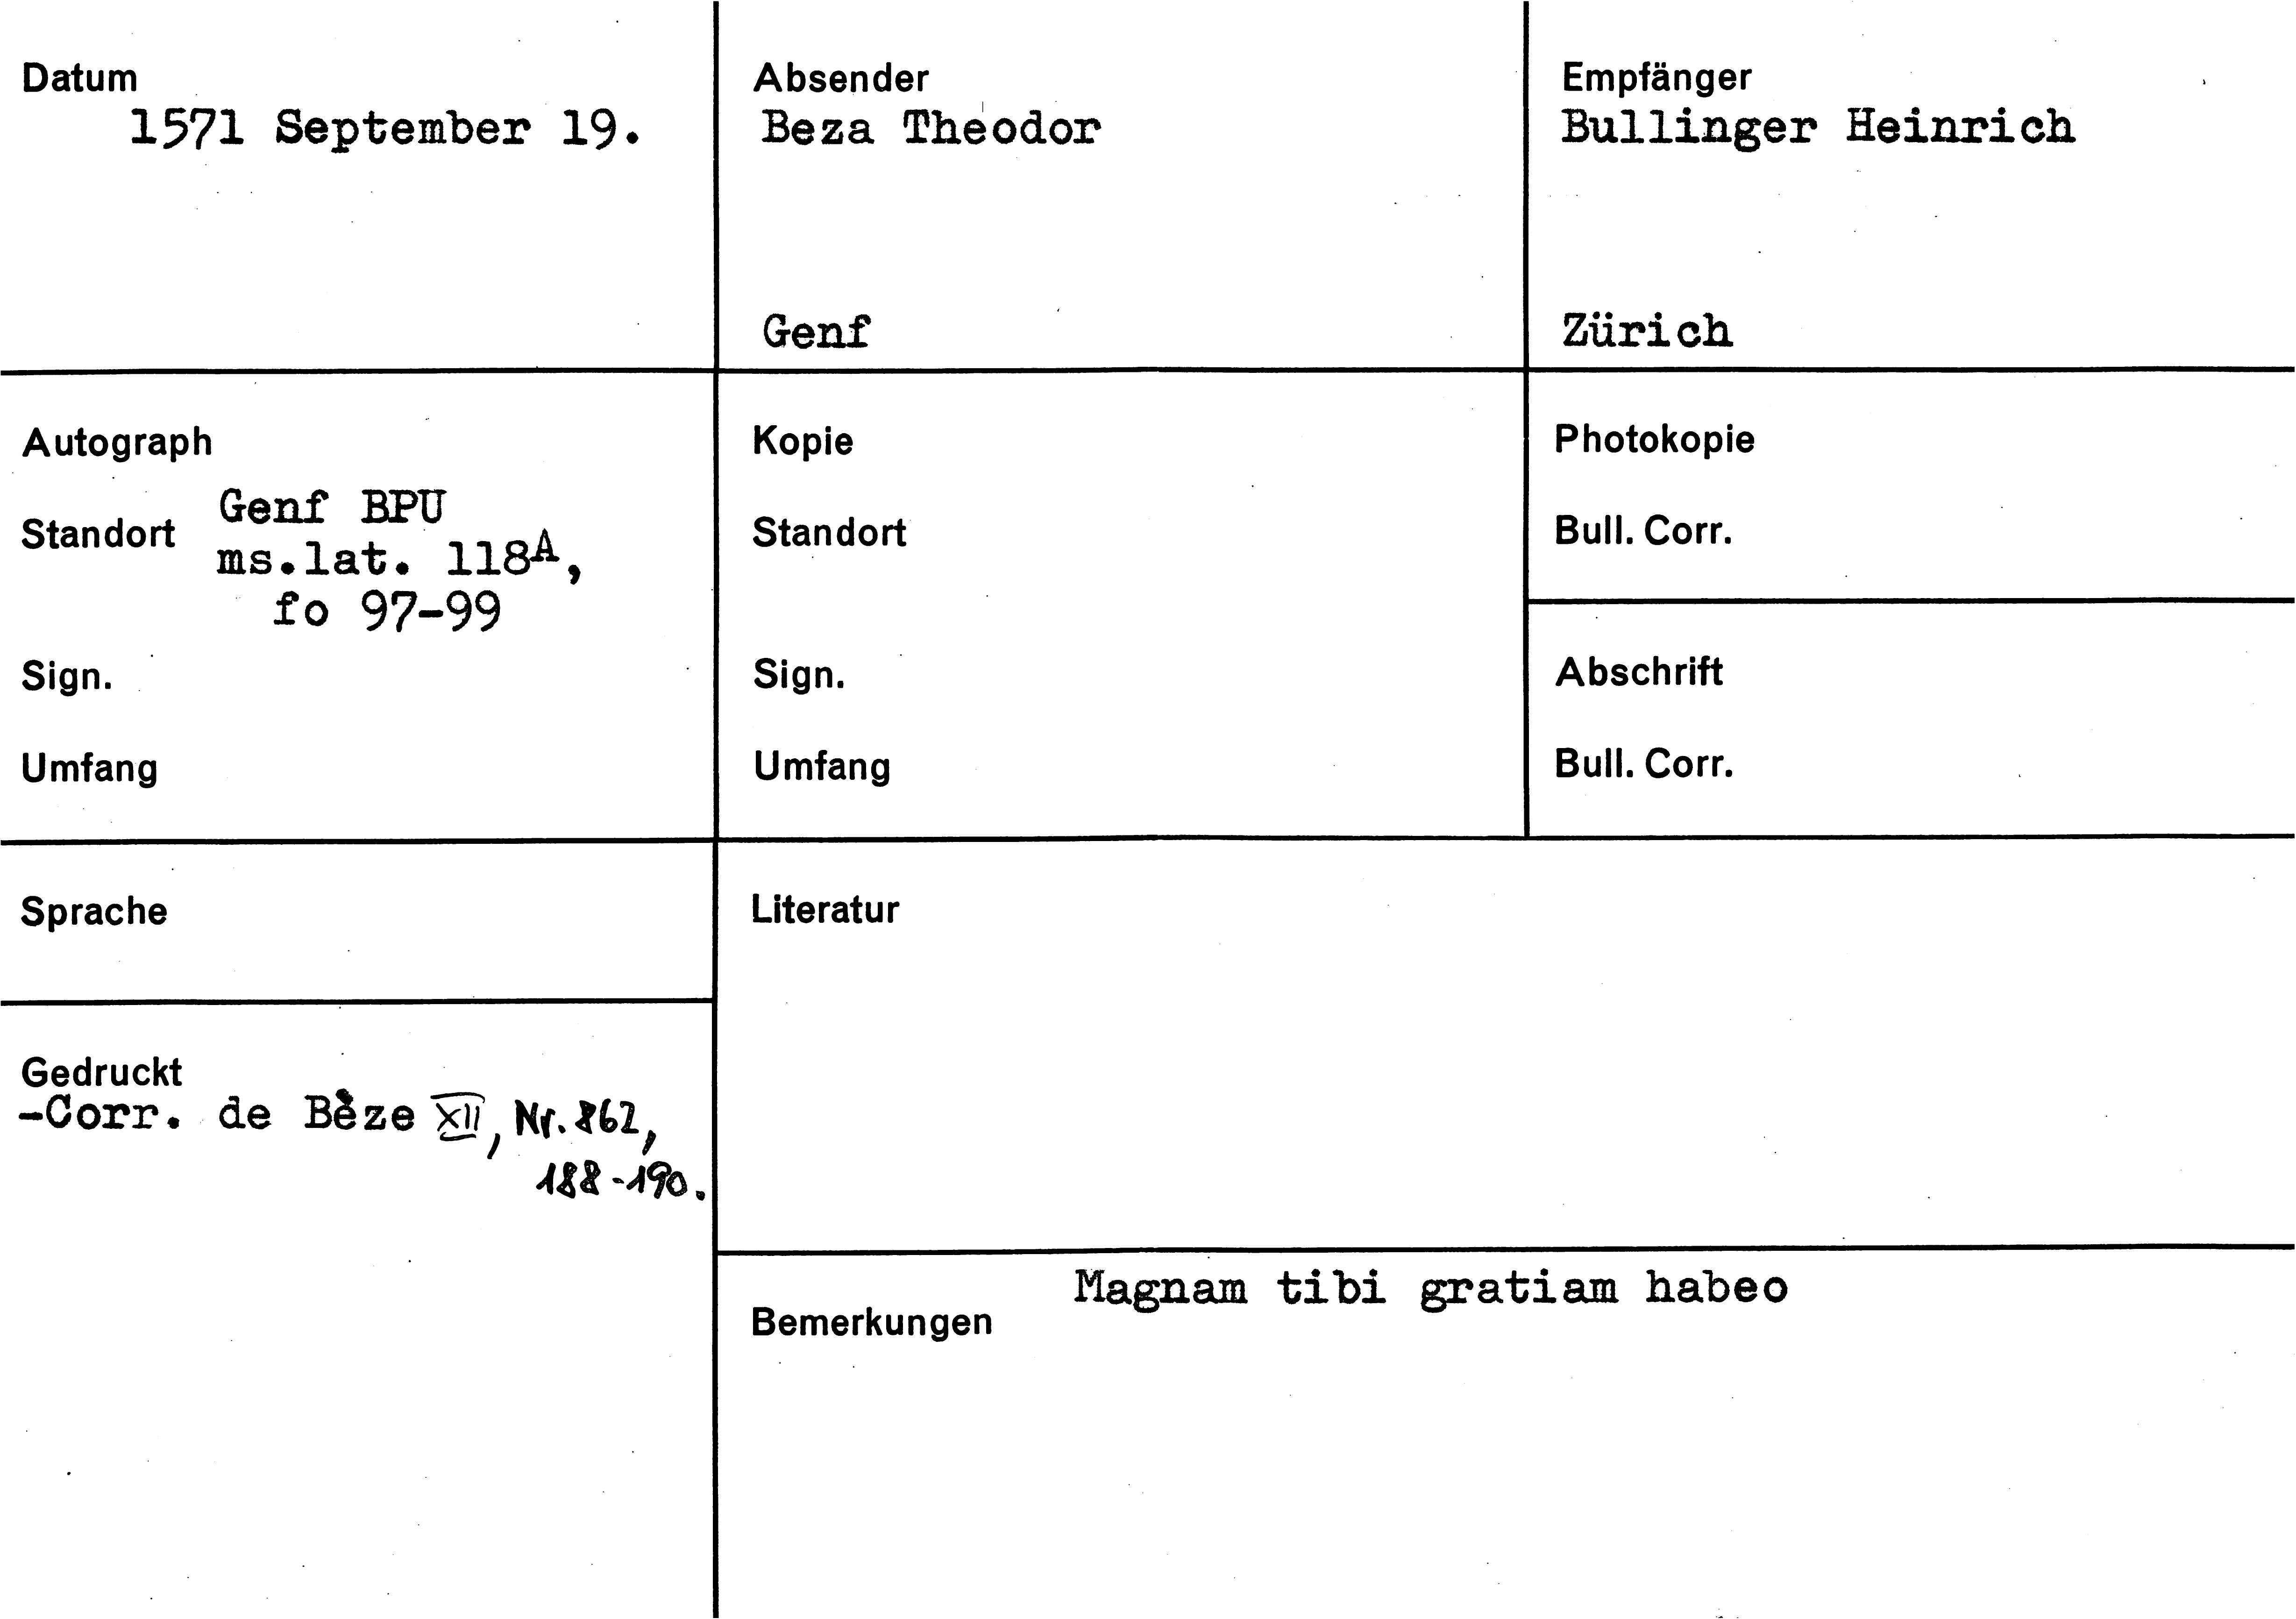 Datum
1571 September 19.
Absender
Beza Theodor
Genf
Empfänger
Bullinger Heinrich
Zürich
Autograph
Standort Genf BPU
ms.lat. 118A,
fo 97-99
Sign.
Umfang
Kopie
Standort
Sign.
Umfang
Photokopie
Bull. Corr.
Abschrift
Bull. Corr.
Sprache
Literatur
Gedruckt
-Corr. de Bèze XII, Nr. 862,
188-190.
Bemerkungen Magnam tibi gratiam habeo